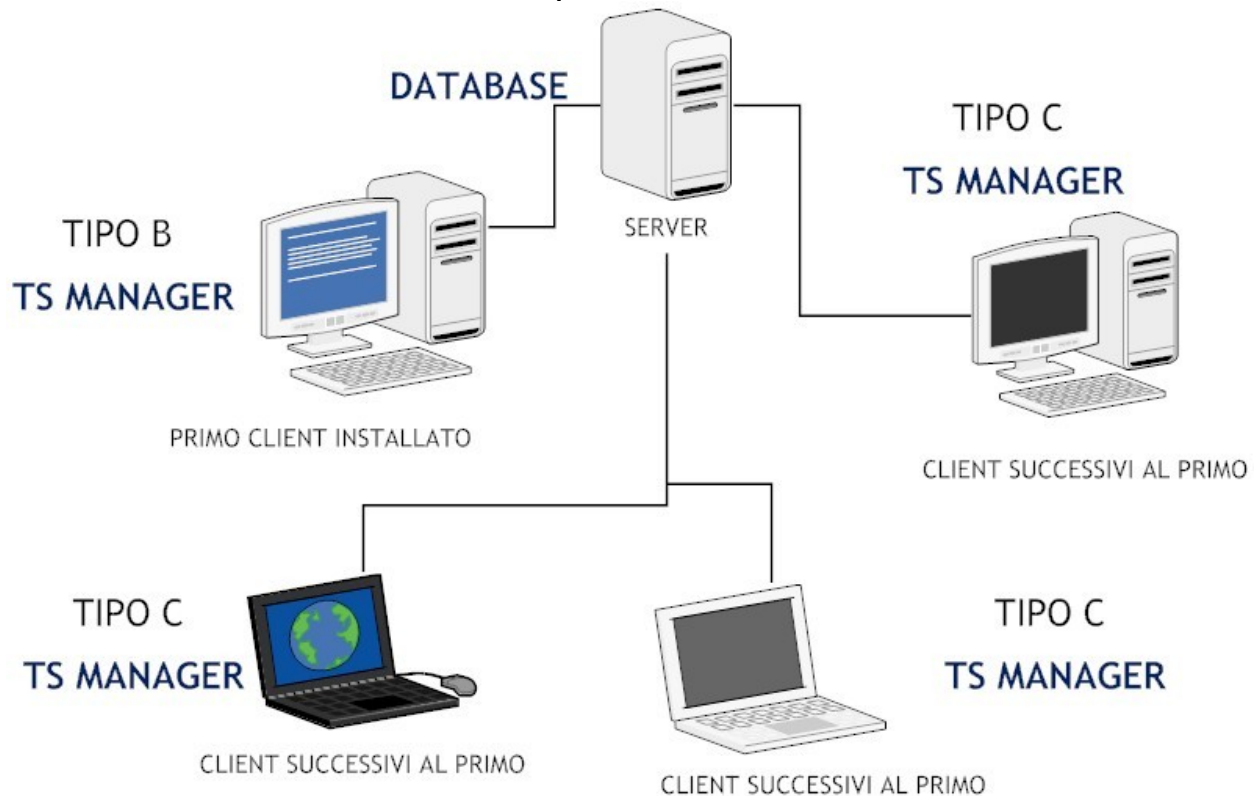 DATABASE
SERVER
TIPO B
TS MANAGER
PRIMO CLIENT INSTALLATO
TIPO C
TS MANAGER
CLIENT SUCCESSIVI AL PRIMO
TIPO C
TS MANAGER
CLIENT SUCCESSIVI AL PRIMO
TIPO C
TS MANAGER
CLIENT SUCCESSIVI AL PRIMO